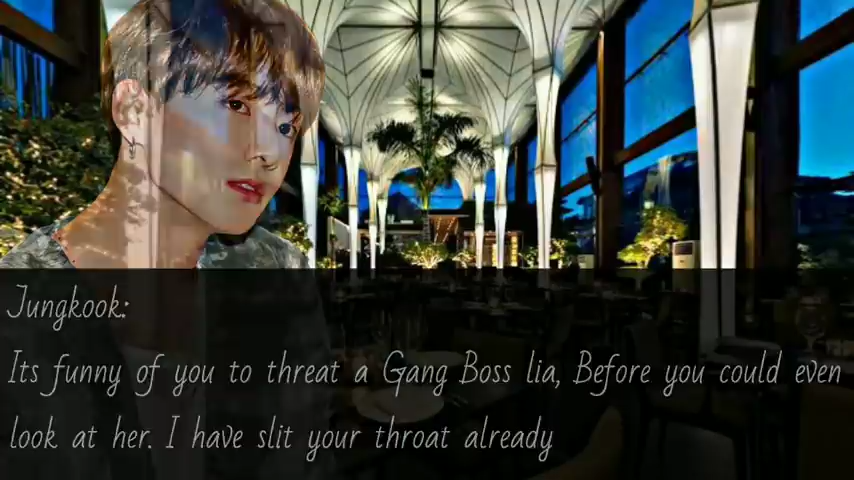 Jungkook:
Its funny of you to threat a Gang Boss lia, Before you could even
look at her. I have slit your throat already